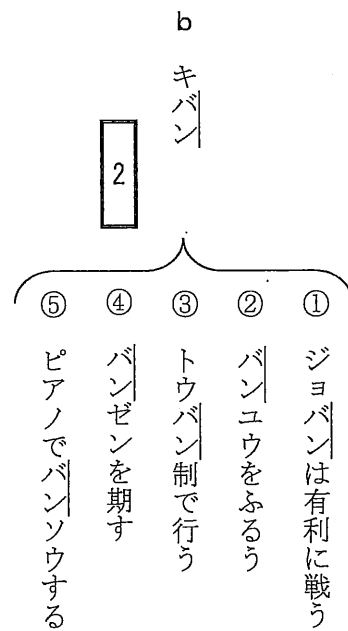 b
キバン
2
① ジョバンは有利に戦う
② バンユウをふるう
③ トウバン制で行う
④ バンゼンを期す
⑤ ピアノでバンソウする